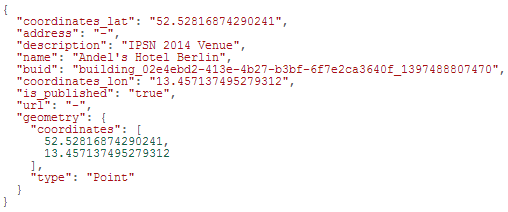 {
  "coordinates_lat": "52.52816874290241",
  "address": "-",
  "description": "IPSN 2014 Venue",
  "name": "Andel's Hotel Berlin",
  "buid": "building_02e4ebd2-413e-4b27-b3bf-6f7e2ca3640f_1397488807470",
  "coordinates_lon": "13.457137495279312",
  "is_published": "true",
  "url": "-",
  "geometry": {
    "coordinates": [
      52.52816874290241,
      13.457137495279312
    ],
    "type": "Point"
  }
}